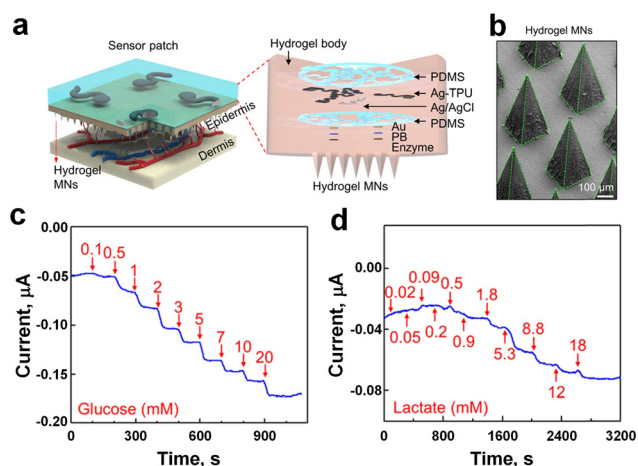 a
Sensor patch
Epidermis
Dermis
Hydrogel
MNs
Hydrogel body
PDMS
Ag-TPU
Ag/AgCl
PDMS
Au
PB
Enzyme
Hydrogel MNs
b
Hydrogel MNs
100 μm
c
0.00
-0.05
-0.10
-0.15
-0.20
Current, μA
0.1
0.5
1
2
3
5
7
10
20
Glucose (mM)
0
300
600
900
Time, s
d
0.00
-0.04
-0.08
Current, μA
0.02
0.05
0.09
0.2
0.5
0.9
1.8
5.3
8.8
12
18
Lactate (mM)
0
800
1600
2400
3200
Time, s